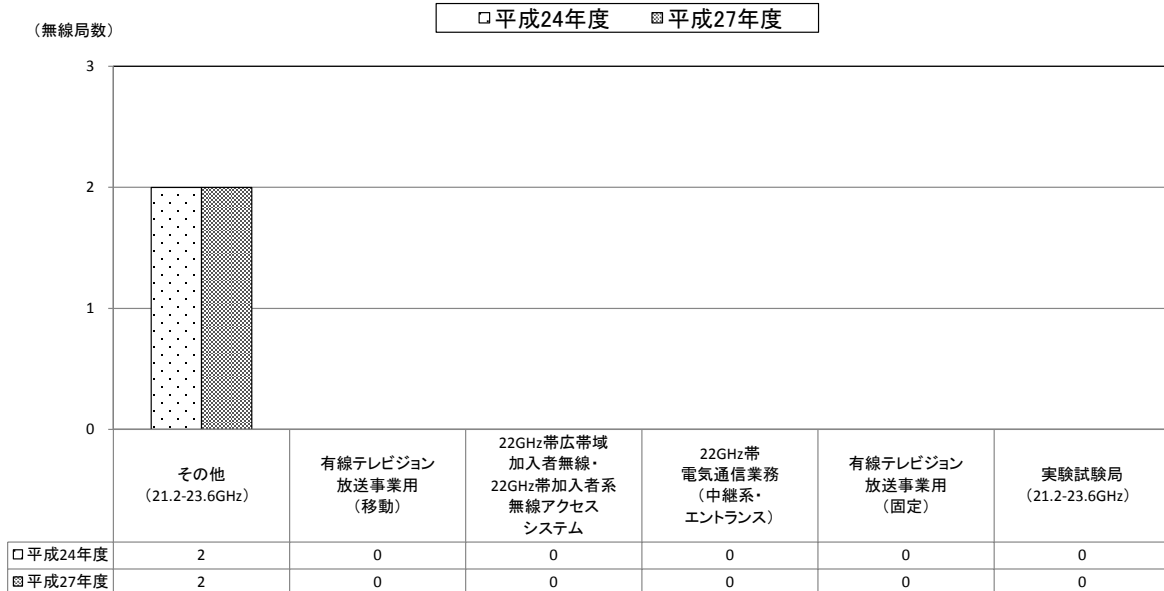 □平成24年度 ▩平成27年度
（無線局数）
3
2
1
0
その他
（21.2-23.6GHz）
有線テレビジョン
放送事業用
（移動）
22GHz帯広帯域
加入者無線・
22GHz帯加入者系
無線アクセス
システム
22GHz帯
電気通信業務
（中継系・
エントランス）
有線テレビジョン
放送事業用
（固定）
実験試験局
（21.2-23.6GHz）
□平成24年度 2 0 0 0 0 0
▩平成27年度 2 0 0 0 0 0